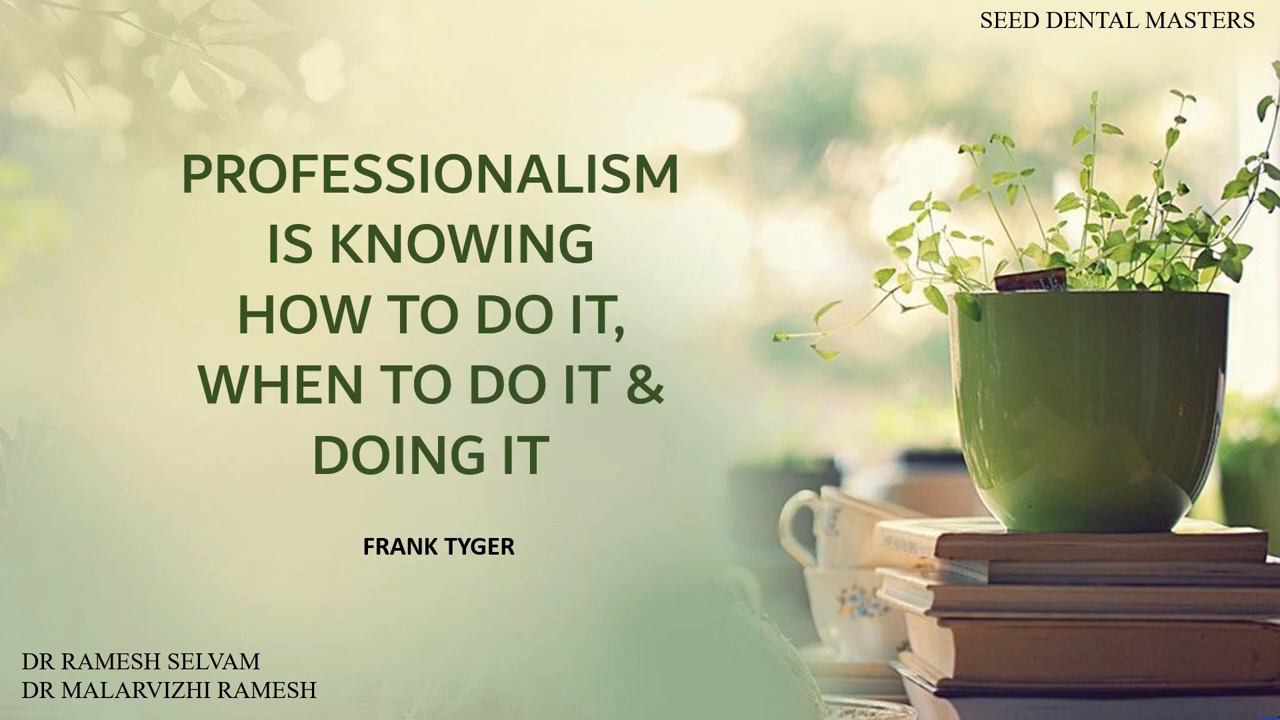 SEED DENTAL MASTERS
PROFESSIONALISM
IS KNOWING
HOW TO DO IT,
WHEN TO DO IT &
DOING IT
FRANK TYGER
DR RAMESH SELVAM
DR MALARVIZHI RAMESH